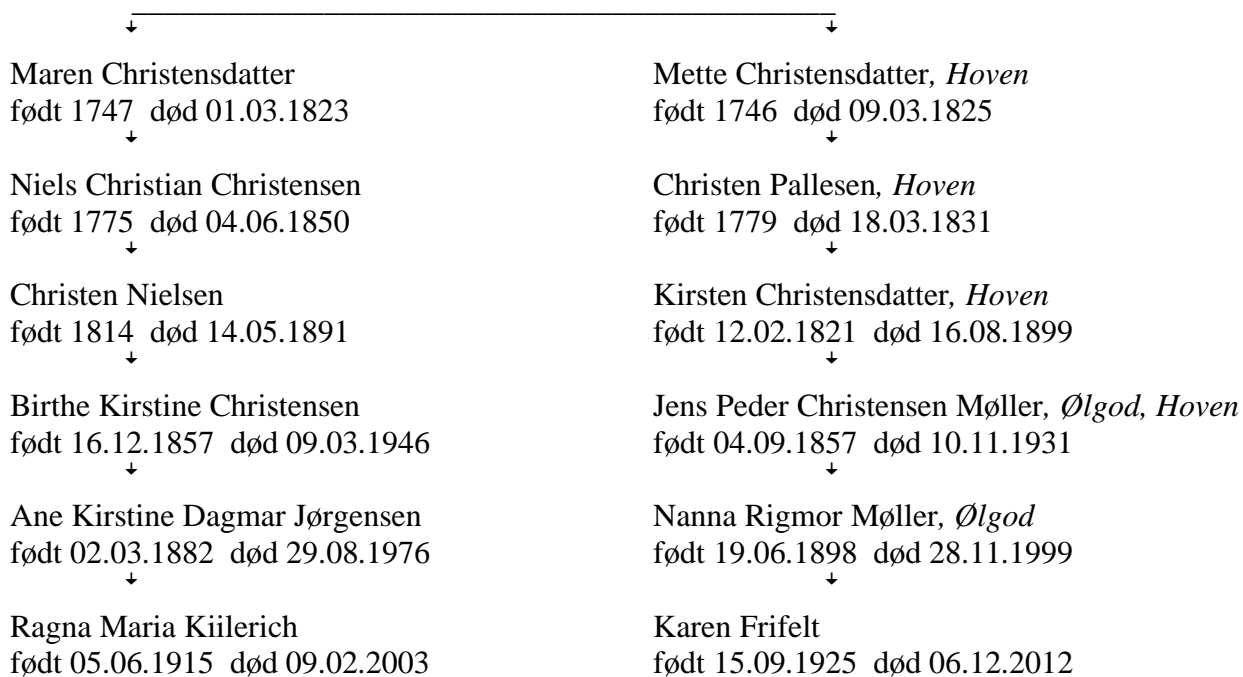 Maren Christensdatter
født 1747 død 01.03.1823
Mette Christensdatter, Hoven
født 1746 død 09.03.1825
Niels Christian Christensen
født 1775 død 04.06.1850
Christen Pallesen, Hoven
født 1779 død 18.03.1831
Christen Nielsen
født 1814 død 14.05.1891
Kirsten Christensdatter, Hoven
født 12.02.1821 død 16.08.1899
Birthe Kirstine Christensen
født 16.12.1857 død 09.03.1946
Jens Peder Christensen Møller, Ølgod, Hoven
født 04.09.1857 død 10.11.1931
Ane Kirstine Dagmar Jørgensen
født 02.03.1882 død 29.08.1976
Nanna Rigmor Møller, Ølgod
født 19.06.1898 død 28.11.1999
Ragna Maria Kiilerich
født 05.06.1915 død 09.02.2003
Karen Frifelt
født 15.09.1925 død 06.12.2012